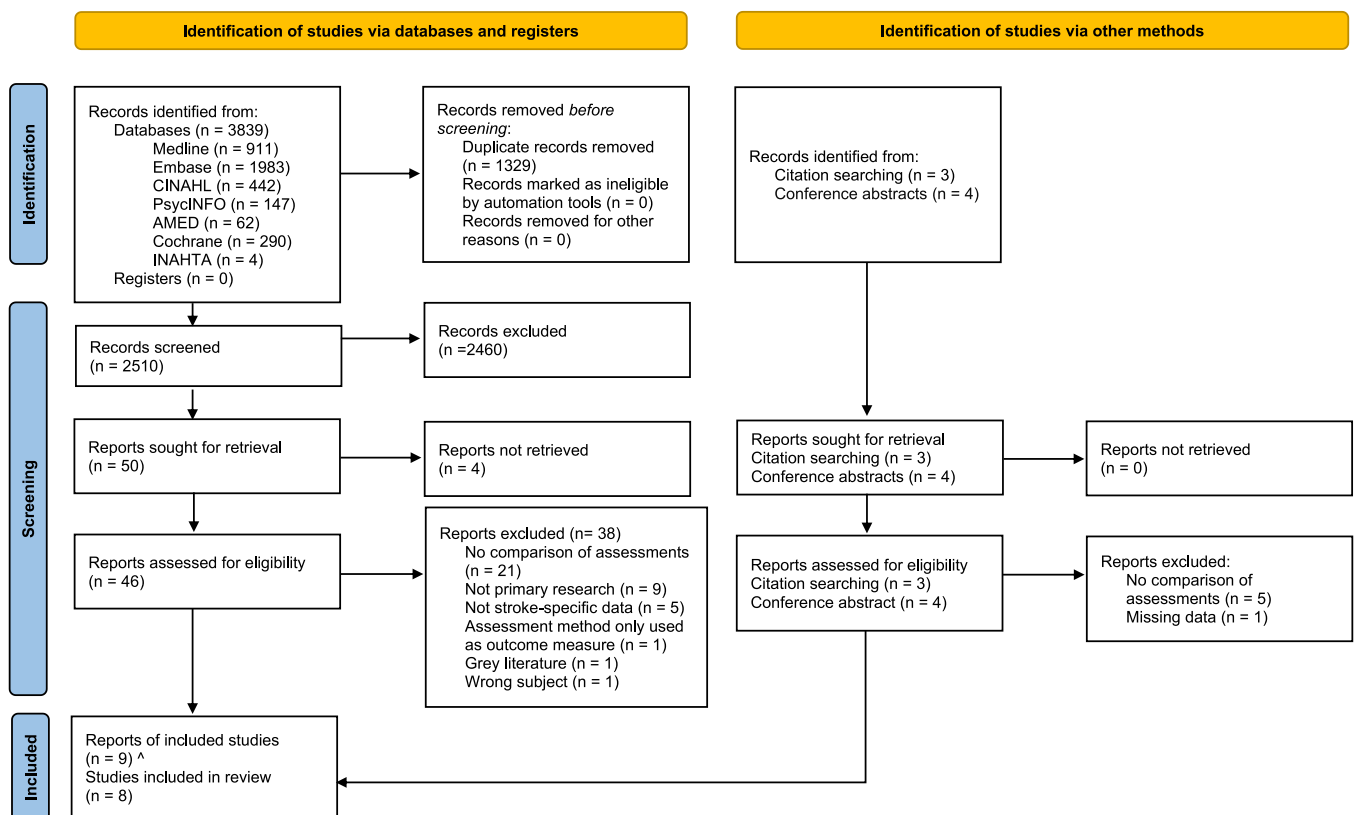 Identification of studies via databases and registers
Identification of studies via other methods
Identification
Records identified from:
Databases (n = 3839)
Medline (n = 911)
Embase (n = 1983)
CINAHL (n = 442)
PsycINFO (n = 147)
AMED (n = 62)
Cochrane (n = 290)
INAHTA (n = 4)
Registers (n = 0)
Records removed before
screening:
Duplicate records removed
(n = 1329)
Records marked as ineligible
by automation tools (n = 0)
Records removed for other
reasons (n = 0)
Records identified from:
Citation searching (n = 3)
Conference abstracts (n = 4)
Screening
Records screened
(n = 2510)
Records excluded
(n =2460)
Reports sought for retrieval
(n = 50)
Reports not retrieved
(n = 4)
Reports sought for retrieval
Citation searching (n = 3)
Conference abstracts (n = 4)
Reports not retrieved
(n = 0)
Reports assessed for eligibility
(n = 46)
Reports excluded (n= 38)
No comparison of assessments
(n = 21)
Not primary research (n = 9)
Not stroke-specific data (n = 5)
Assessment method only used
as outcome measure (n = 1)
Grey literature (n = 1)
Wrong subject (n = 1)
Reports assessed for eligibility
Citation searching (n = 3)
Conference abstract (n = 4)
Reports excluded:
No comparison of
assessments (n = 5)
Missing data (n = 1)
Included
Reports of included studies
(n = 9) ^
Studies included in review
(n = 8)